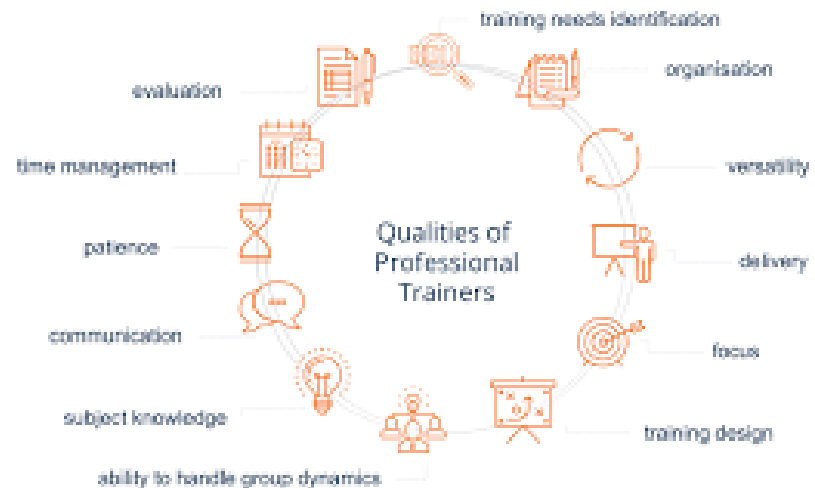 training needs identification
organisation
evaluation
time management
versatility
Qualities of
Professional
Trainers
patience
delivery
communication
focus
subject knowledge
training design
ability to handle group dynamics